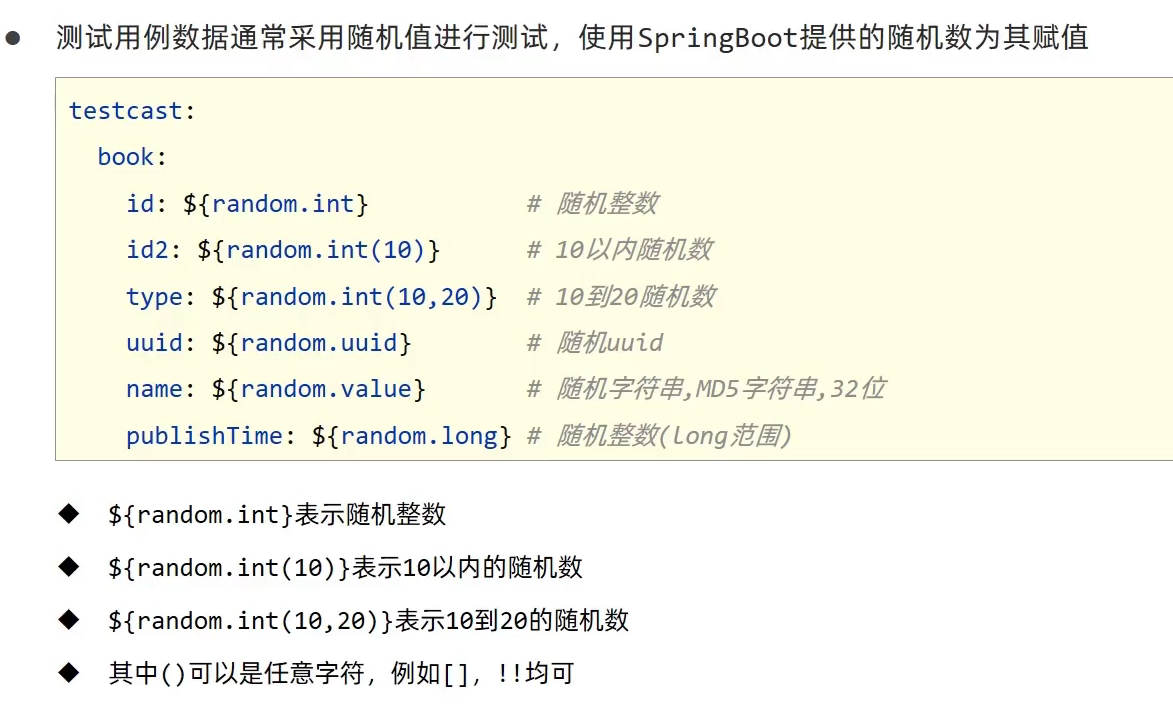 测试用例数据通常采用随机值进行测试，使用SpringBoot提供的随机数为其赋值
testcast:
  book:
    id: ${random.int}           # 随机整数
    id2: ${random.int(10)}      # 10以内随机数
    type: ${random.int(10,20)}  # 10到20随机数
    uuid: ${random.uuid}        # 随机uuid
    name: ${random.value}       # 随机字符串,MD5字符串,32位
    publishTime: ${random.long} # 随机整数(long范围)
${random.int}表示随机整数
${random.int(10)}表示10以内的随机数
${random.int(10,20)}表示10到20的随机数
其中()可以是任意字符，例如[]，!!均可